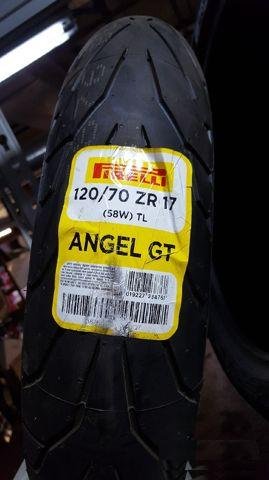 PIRELLI
120/70 ZR 17
(58W) TL
ANGEL GT